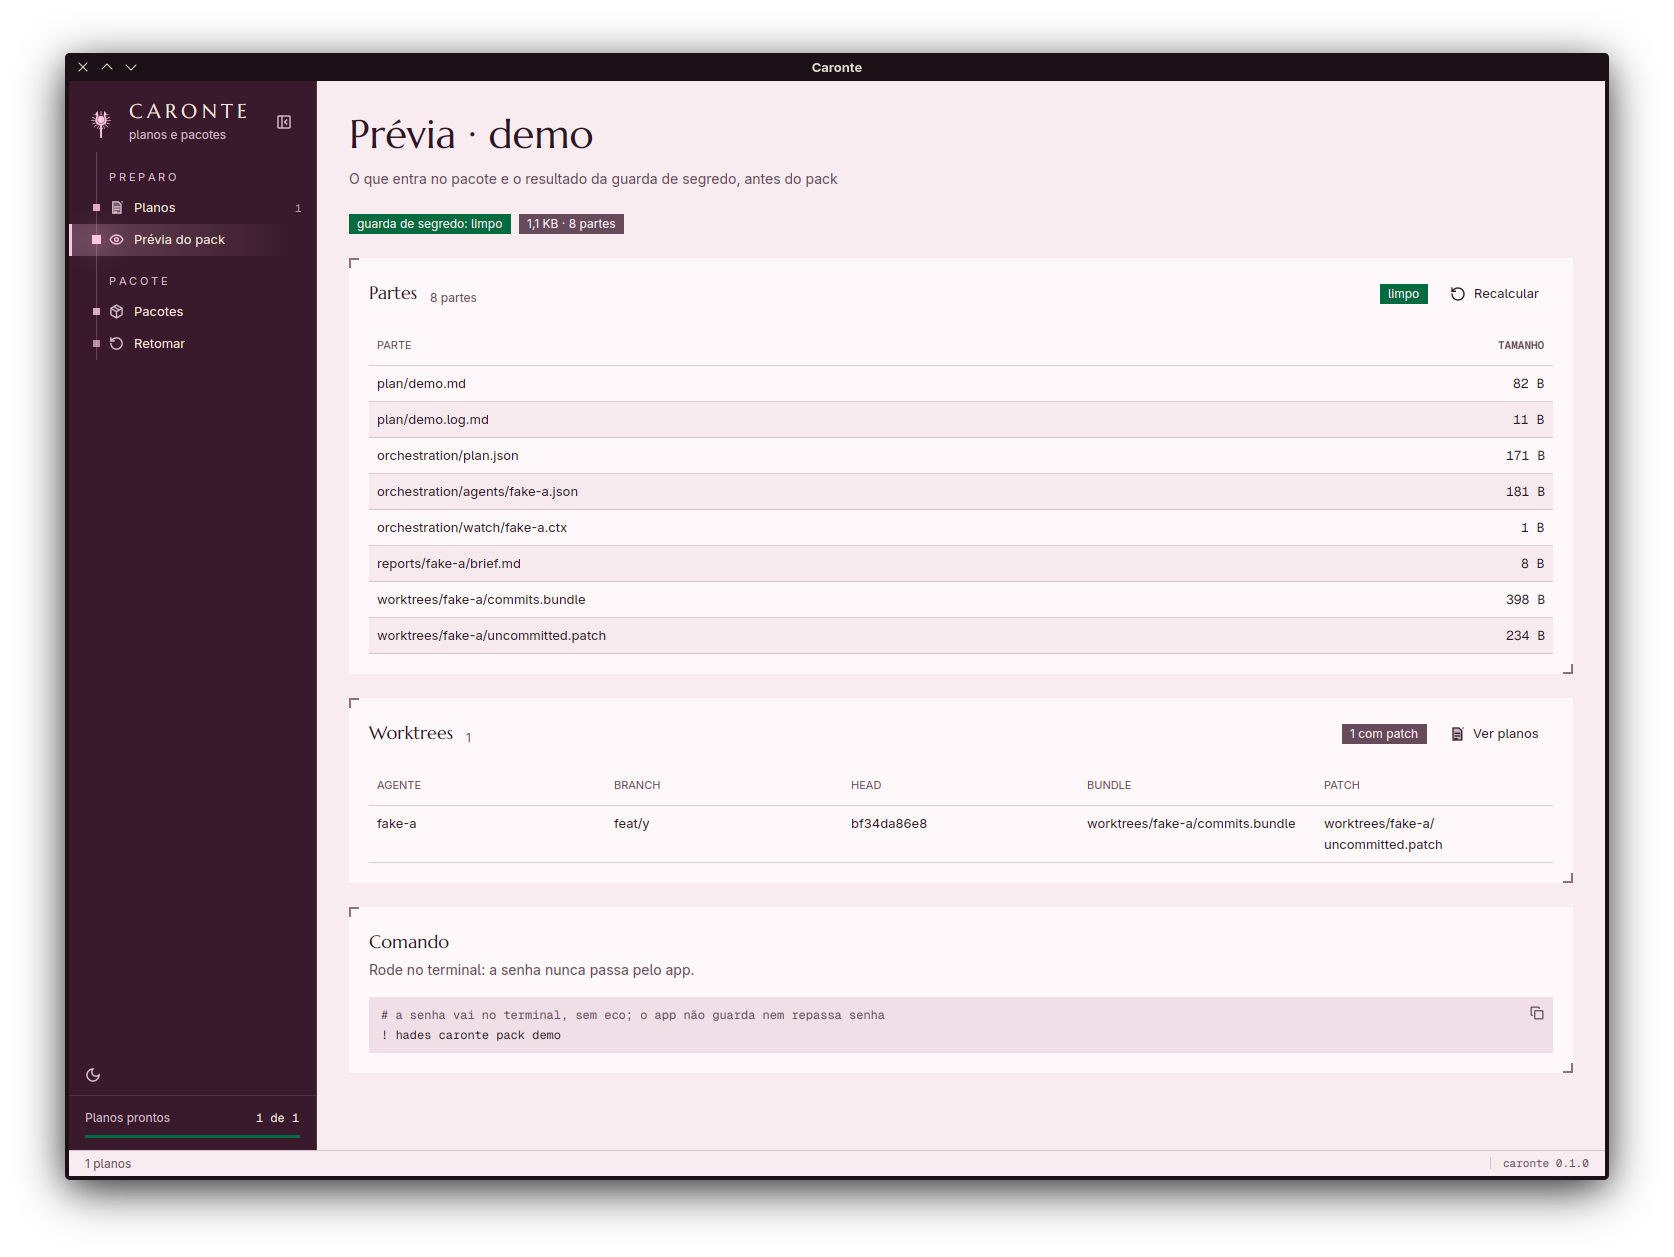 Caronte
CARONTE
planos e pacotes
PREPARO
Planos 1
Prévia do pack
PACOTE
Pacotes
Retomar
Planos prontos 1 de 1
Prévia · demo
O que entra no pacote e o resultado da guarda de segredo, antes do pack
guarda de segredo: limpo 1,1 KB · 8 partes
Partes 8 partes limpo Recalcular
PARTE TAMANHO
plan/demo.md 82 B
plan/demo.log.md 11 B
orchestration/plan.json 171 B
orchestration/agents/fake-a.json 181 B
orchestration/watch/fake-a.ctx 1 B
reports/fake-a/brief.md 8 B
worktrees/fake-a/commits.bundle 398 B
worktrees/fake-a/uncommitted.patch 234 B
Worktrees 1 1 com patch Ver planos
AGENTE BRANCH HEAD BUNDLE PATCH
fake-a feat/y bf34da86e8 worktrees/fake-a/commits.bundle worktrees/fake-a/
uncommitted.patch
Comando
Rode no terminal: a senha nunca passa pelo app.
# a senha vai no terminal, sem eco; o app não guarda nem repassa senha
! hades caronte pack demo
1 planos caronte 0.1.0